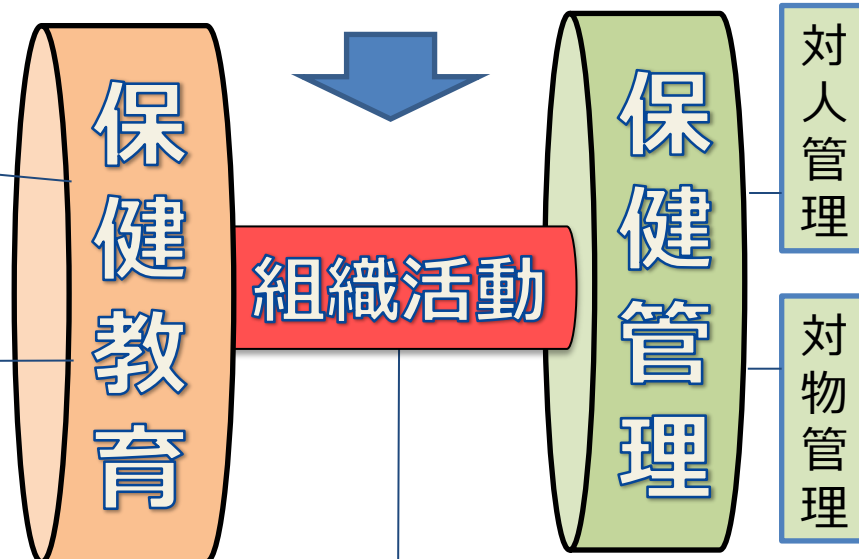 保健教育
組織活動
保健管理
対人管理
対物管理